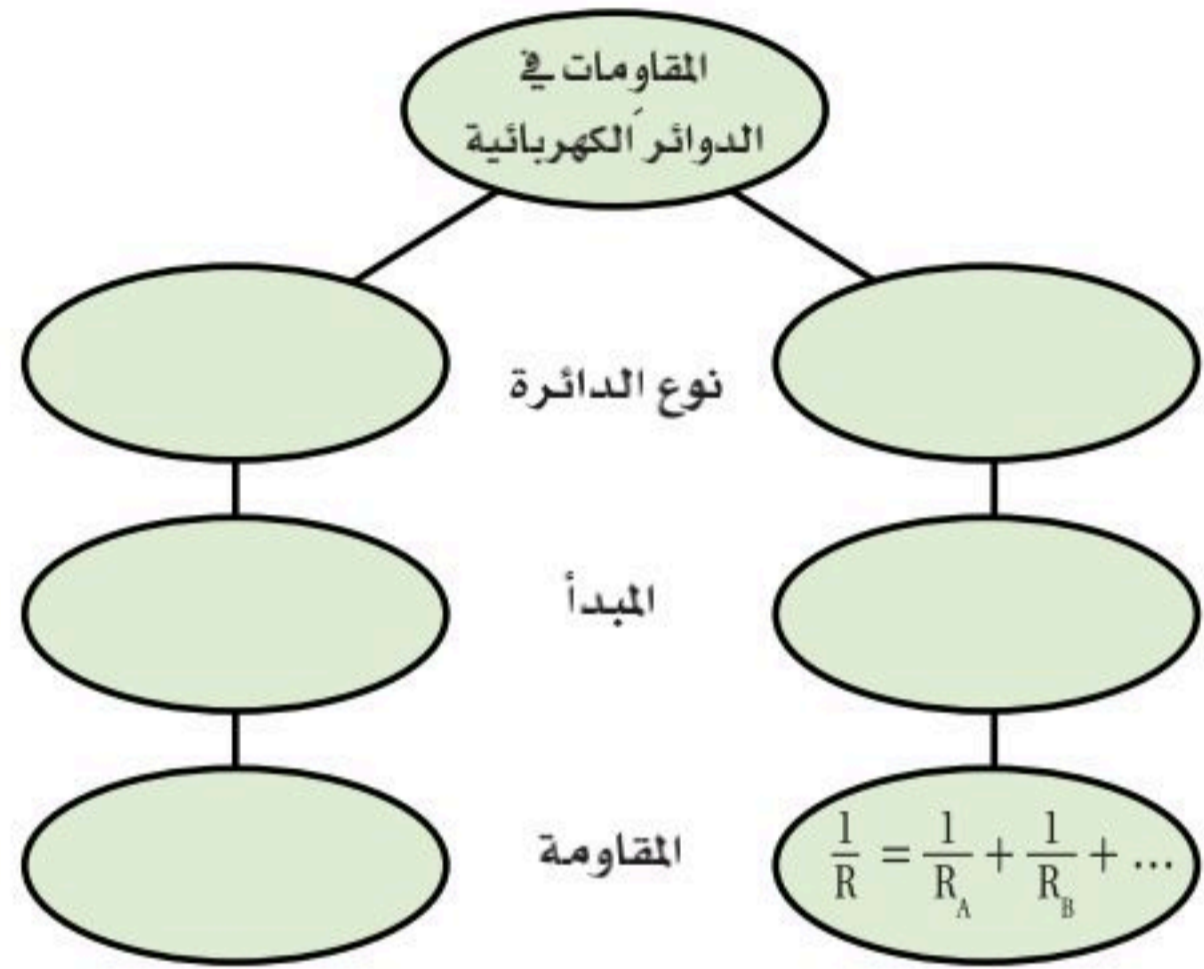 المقاومات في
الدوائر الكهربائية
نوع الدائرة
المبدأ
المقاومة
1/R = 1/R_A + 1/R_B + ...